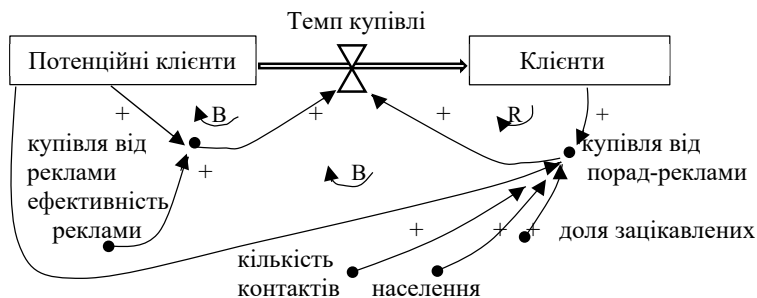 Темп купівлі
Потенційні клієнти
Клієнти
+
B
+
+
R
+
купівля від
реклами
+
B
купівля від
порад-реклами
ефективність
реклами
+
+
+
доля зацікавлених
кількість
контактів
населення